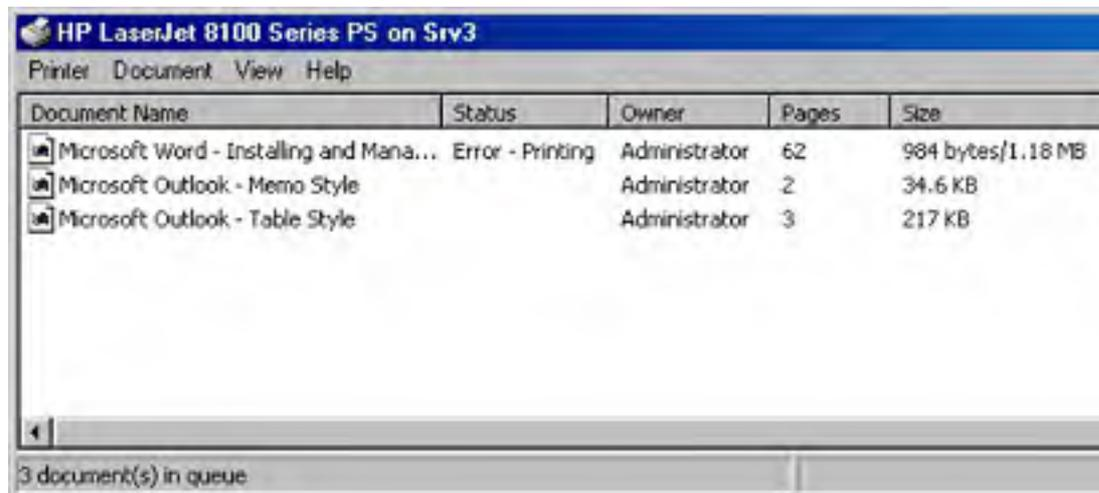 HP LaserJet 8100 Series PS on Srv3
Printer Document View Help
Document Name Status Owner Pages Size
Microsoft Word - Installing and Mana... Error - Printing Administrator 62 984 bytes/1.18 MB
Microsoft Outlook - Memo Style Administrator 2 34.6 KB
Microsoft Outlook - Table Style Administrator 3 217 KB
3 document(s) in queue